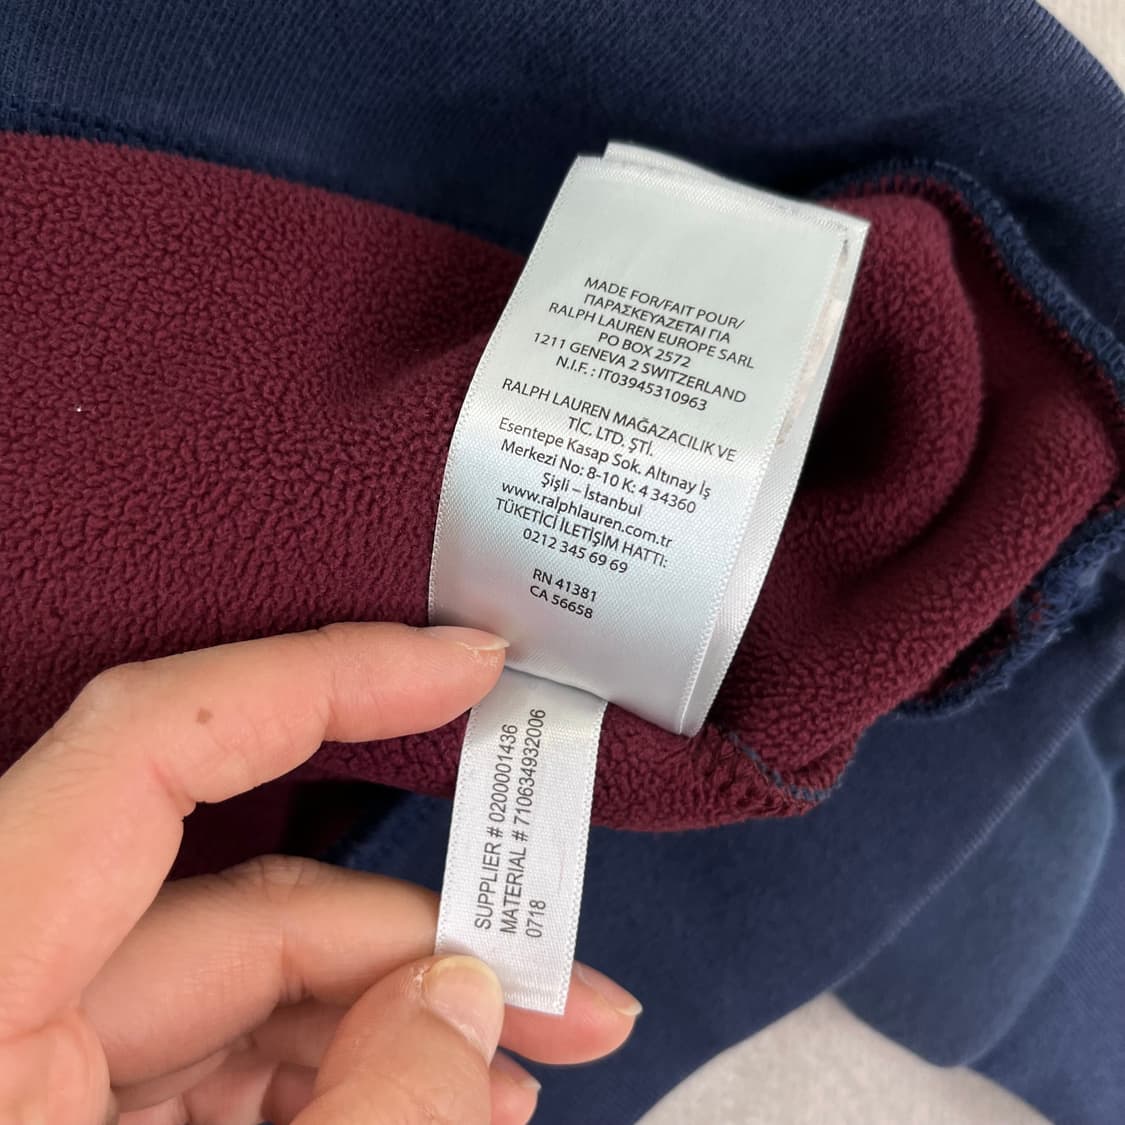 MADE FOR/FAIT POUR/
ΠΑΡΑΣΚΕΥΑΖΕΤΑΙ ΓΙΑ
RALPH LAUREN EUROPE SARL
PO BOX 2572
1211 GENEVA 2 SWITZERLAND
N.I.F. : IT03945310963
RALPH LAUREN MAĞAZACILIK VE
TİC. LTD. ŞTİ.
Esentepe Kasap Sok. Altınay İş
Merkezi No: 8-10 K: 4 34360
Şişli – İstanbul
www.ralphlauren.com.tr
TÜKETİCİ İLETİŞİM HATTI:
0212 345 69 69
RN 41381
CA 56658
SUPPLIER # 0200001436
MATERIAL # 710634932006
0718